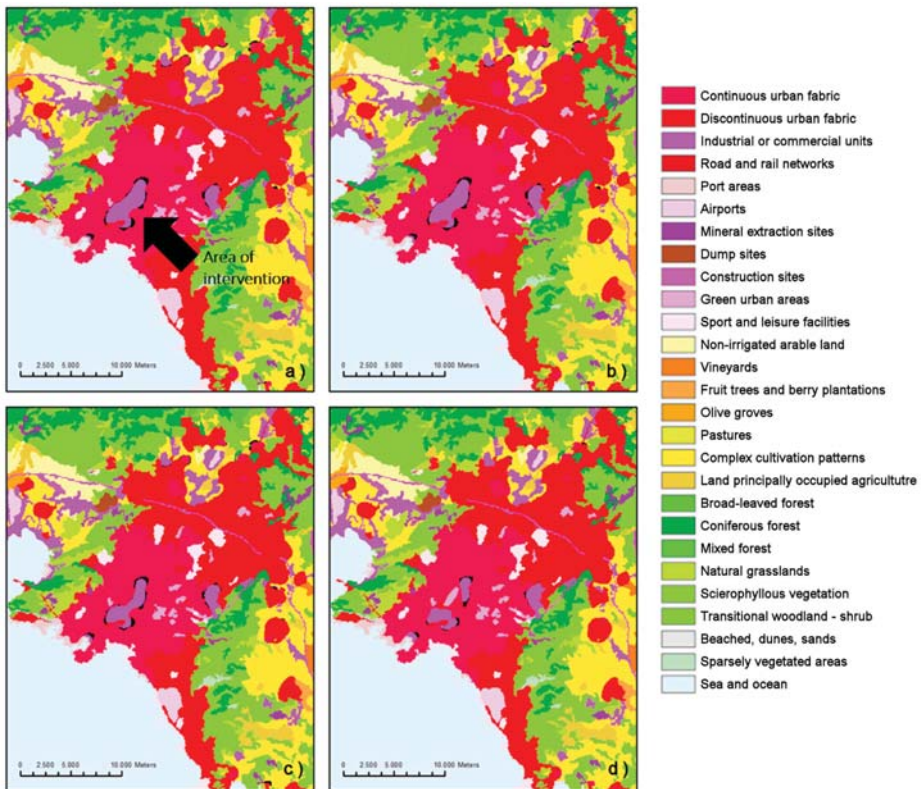 Area of
intervention
0 2.500 5.000 10.000 Meters
a )
0 2.500 5.000 10.000 Meters
b )
0 2.500 5.000 10.000 Meters
c )
0 2.500 5.000 10.000 Meters
d )
Continuous urban fabric
Discontinuous urban fabric
Industrial or commercial units
Road and rail networks
Port areas
Airports
Mineral extraction sites
Dump sites
Construction sites
Green urban areas
Sport and leisure facilities
Non-irrigated arable land
Vineyards
Fruit trees and berry plantations
Olive groves
Pastures
Complex cultivation patterns
Land principally occupied agricultutre
Broad-leaved forest
Coniferous forest
Mixed forest
Natural grasslands
Scierophyllous vegetation
Transitional woodland - shrub
Beached, dunes, sands
Sparsely vegetated areas
Sea and ocean